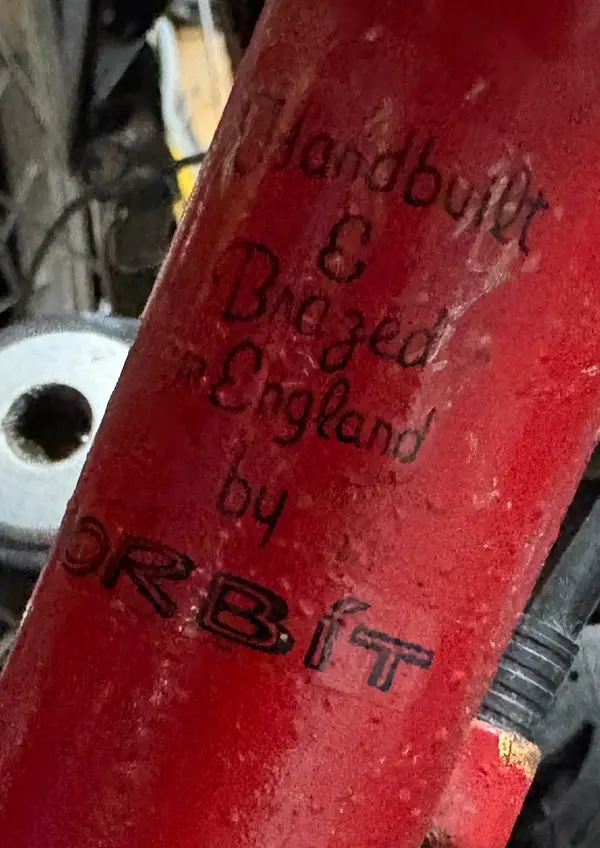 Handbuilt
&
Brazed
in England
by
ORBiT